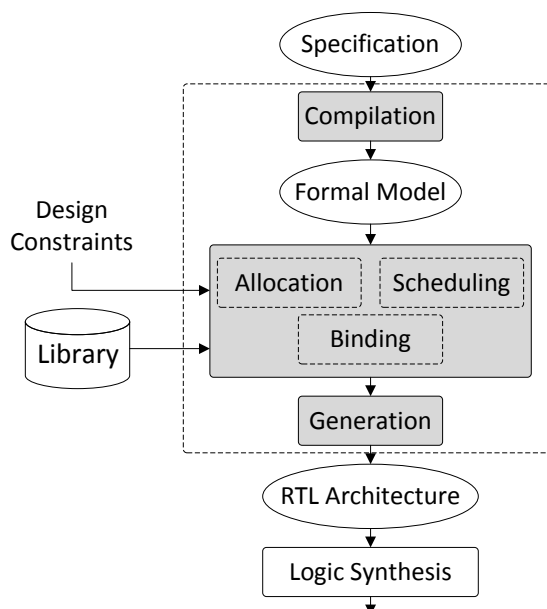 Specification
Compilation
Formal Model
Design
Constraints
Allocation
Scheduling
Library
Binding
Generation
RTL Architecture
Logic Synthesis